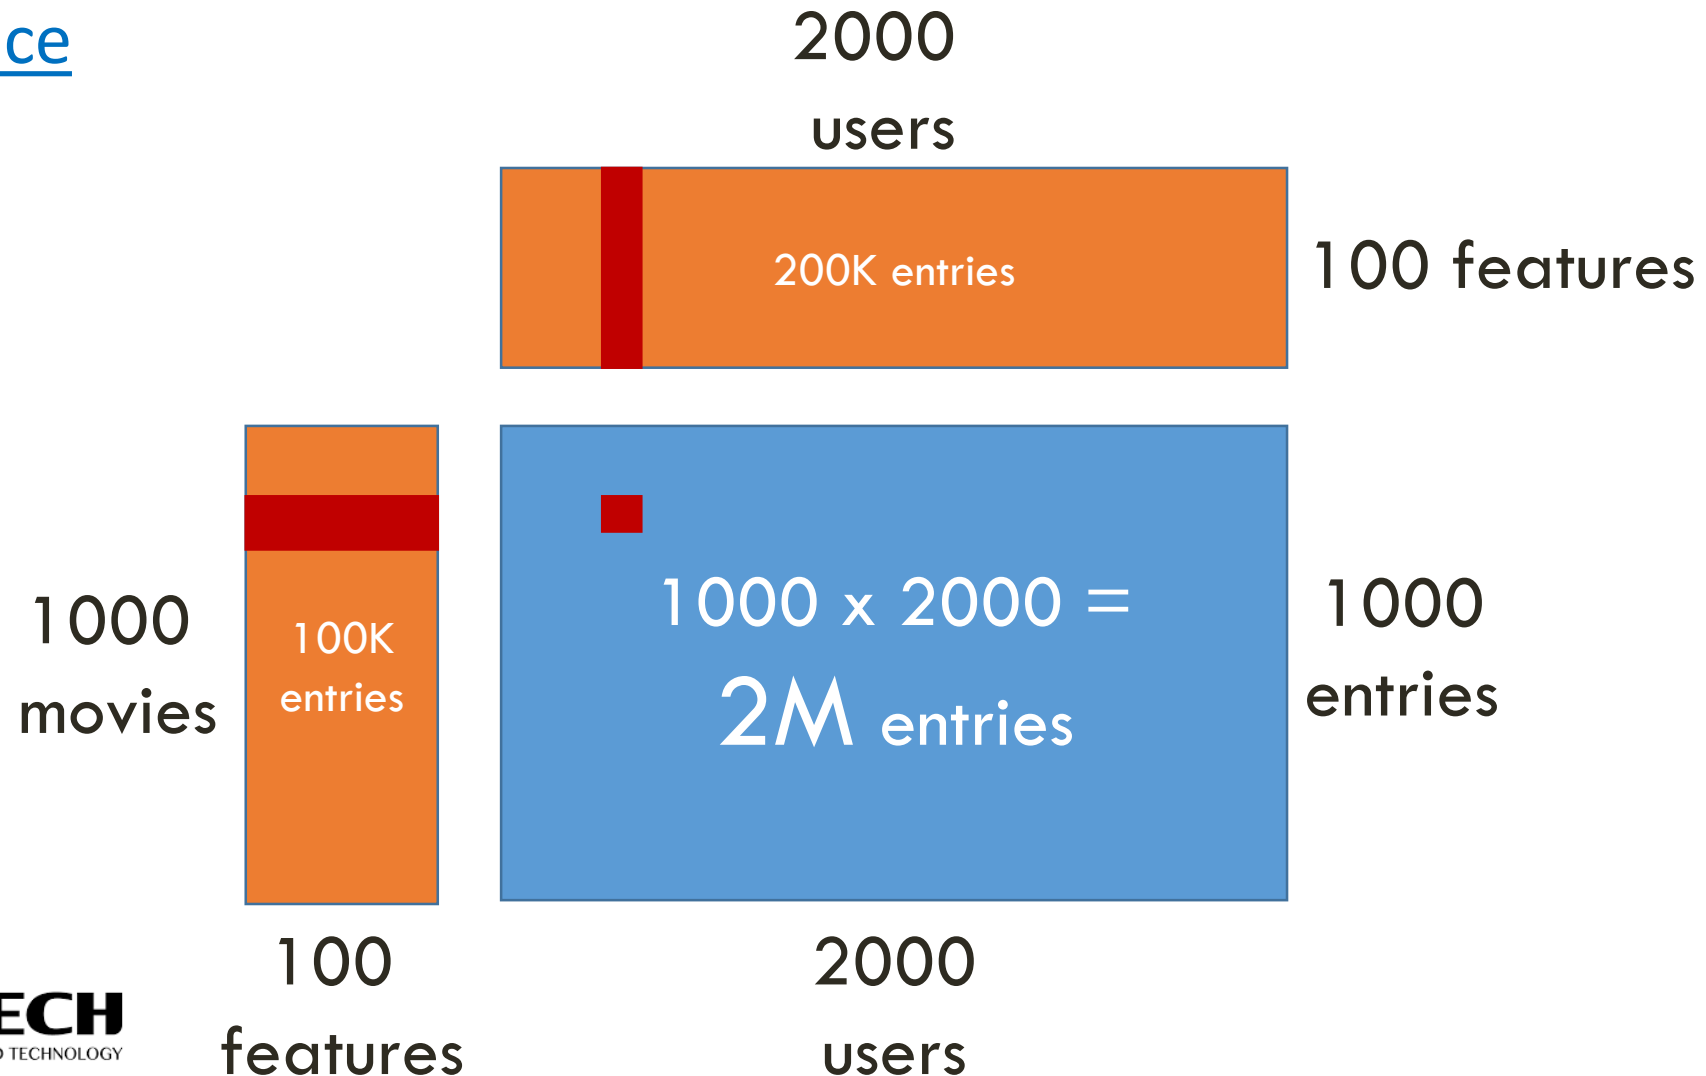 ce
2000
users
200K entries
100 features
1000
movies
100K
entries
1000 x 2000 =
2M entries
1000
entries
100
features
2000
users
ECH
TECHNOLOGY